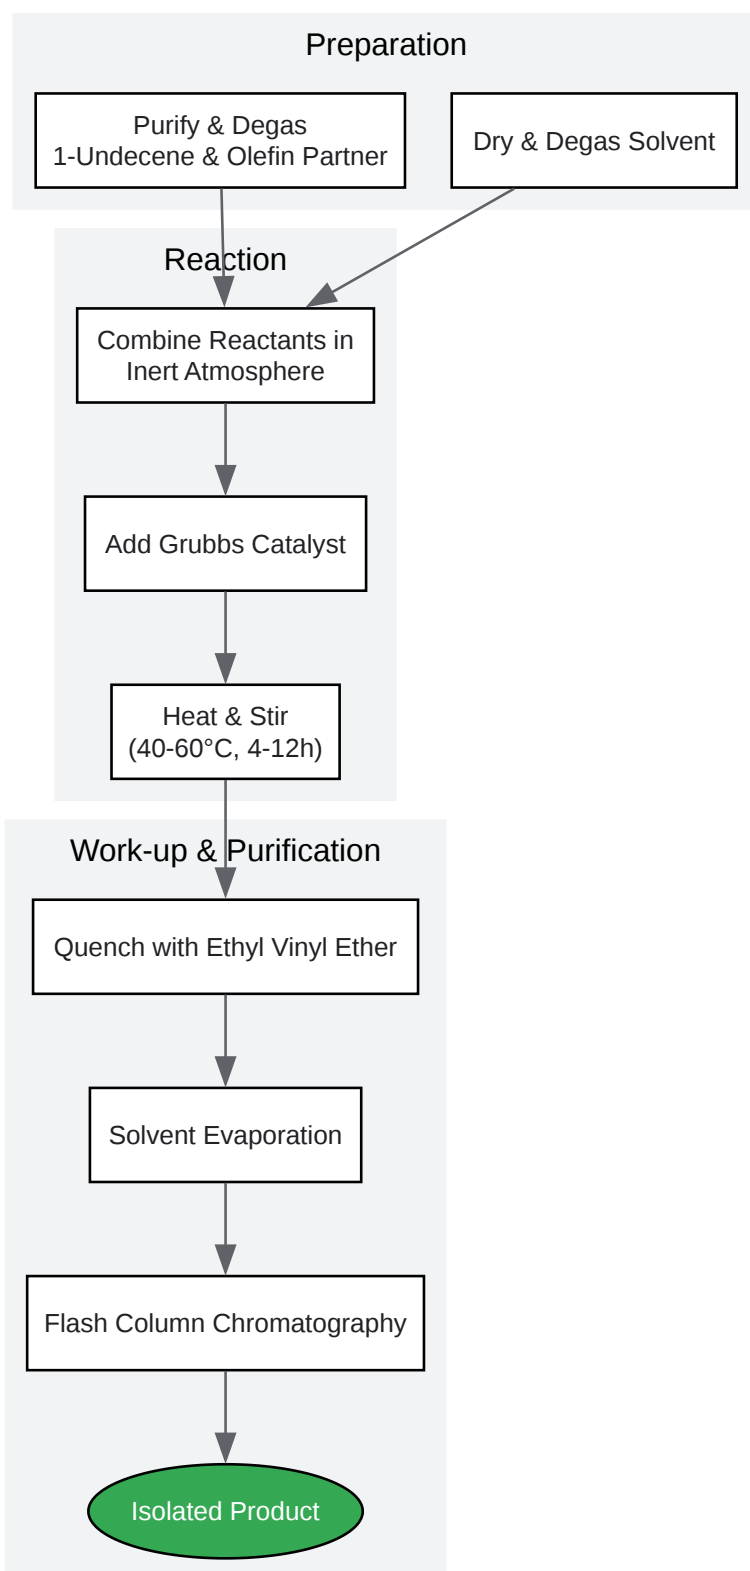 Preparation
Purify & Degas
1-Undecene & Olefin Partner
Dry & Degas Solvent
Reaction
Combine Reactants in
Inert Atmosphere
Add Grubbs Catalyst
Heat & Stir
(40-60°C, 4-12h)
Work-up & Purification
Quench with Ethyl Vinyl Ether
Solvent Evaporation
Flash Column Chromatography
Isolated Product